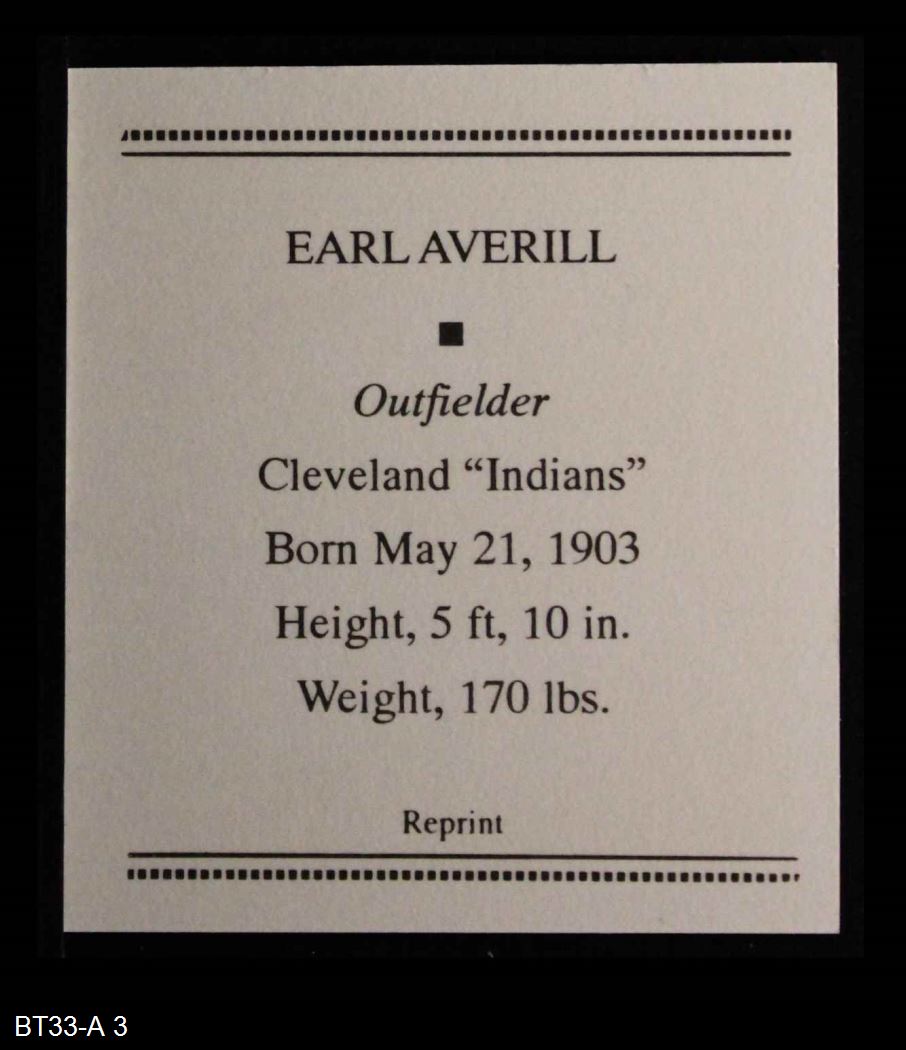 EARL AVERILL
Outfielder
Cleveland “Indians”
Born May 21, 1903
Height, 5 ft, 10 in.
Weight, 170 lbs.
Reprint
BT33-A 3